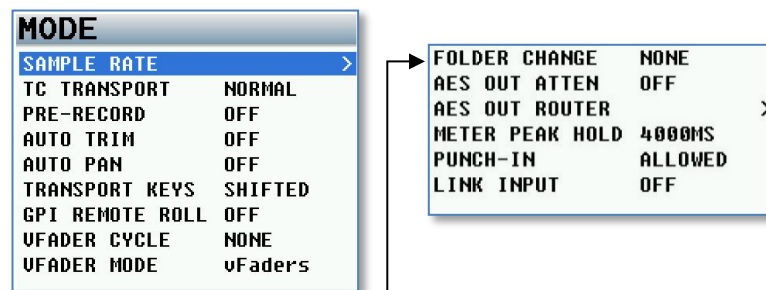 MODE
SAMPLE RATE >
TC TRANSPORT NORMAL
PRE-RECORD OFF
AUTO TRIM OFF
AUTO PAN OFF
TRANSPORT KEYS SHIFTED
GPI REMOTE ROLL OFF
VFADER CYCLE NONE
VFADER MODE vFaders
FOLDER CHANGE NONE
AES OUT ATTEN OFF
AES OUT ROUTER >
METER PEAK HOLD 4000MS
PUNCH-IN ALLOWED
LINK INPUT OFF